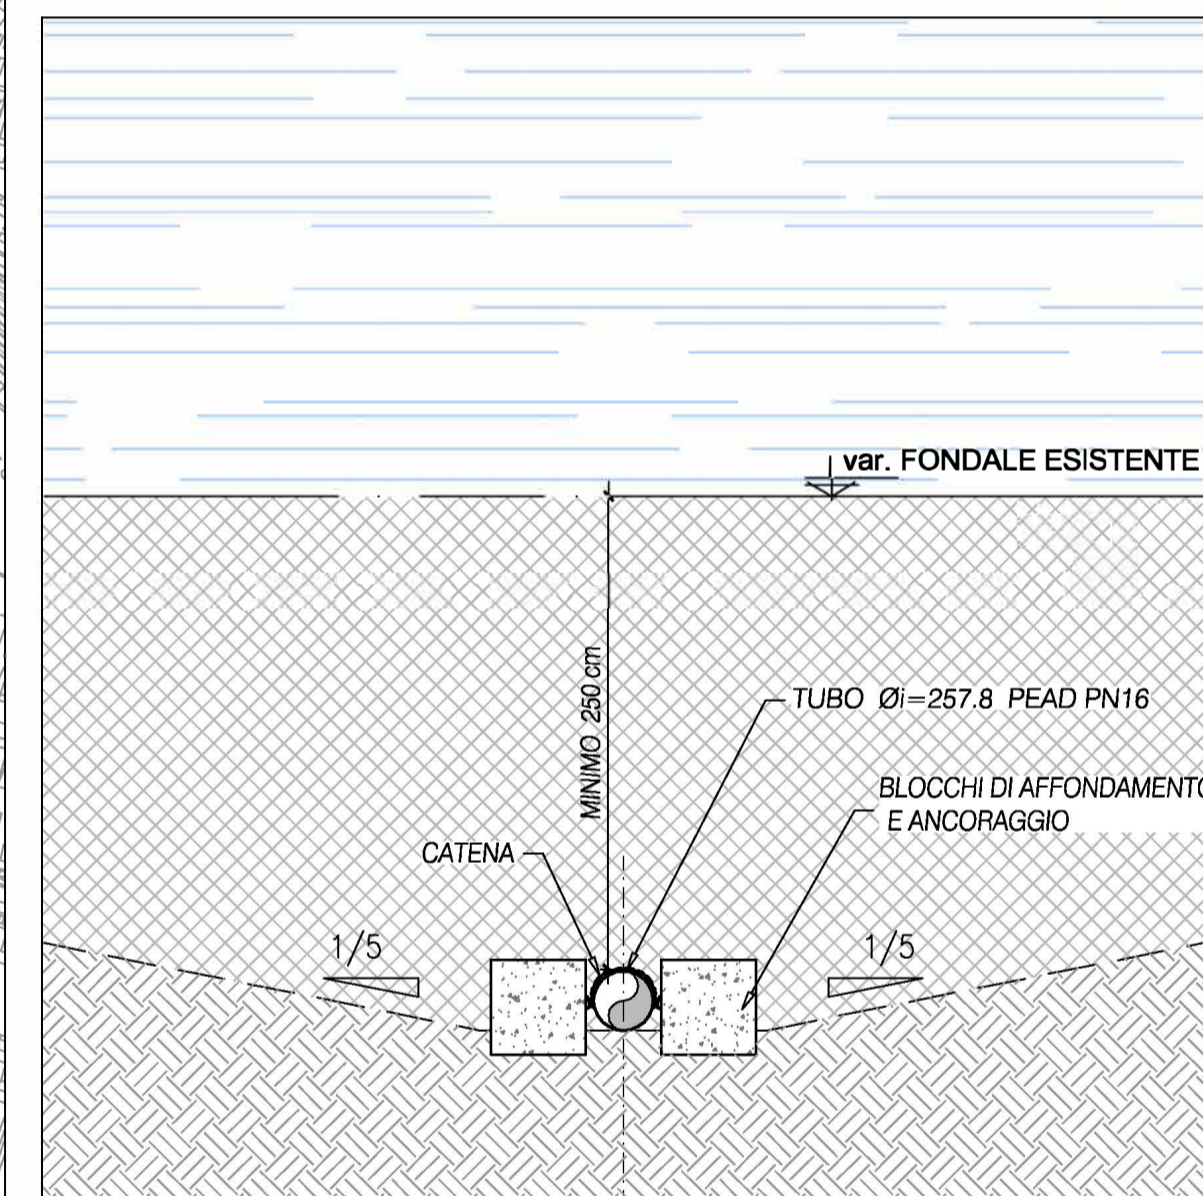 var. FONDALE ESISTENTE
MINIMO 250 cm
TUBO Øi=257.8 PEAD PN16
BLOCCHI DI AFFONDAMENTO
E ANCORAGGIO
CATENA
1/5
1/5